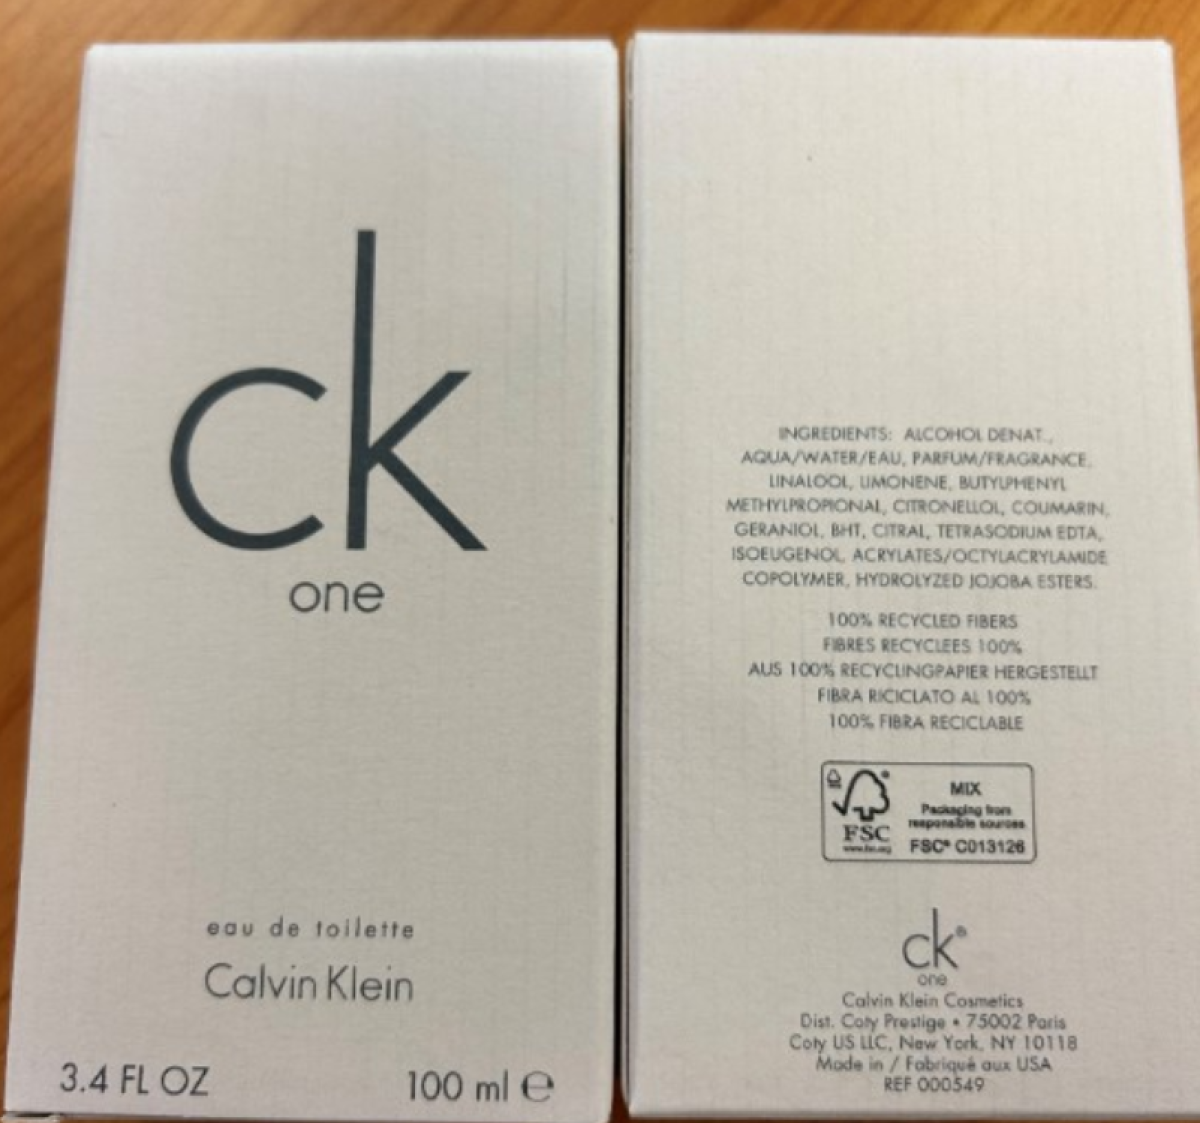 ck
one
eau de toilette
Calvin Klein
3.4 FL OZ
100 ml ℮
INGREDIENTS: ALCOHOL DENAT.,
AQUA/WATER/EAU, PARFUM/FRAGRANCE,
LINALOOL, LIMONENE, BUTYLPHENYL
METHYLPROPIONAL, CITRONELLOL, COUMARIN,
GERANIOL, BHT, CITRAL, TETRASODIUM EDTA,
ISOEUGENOL, ACRYLATES/OCTYLACRYLAMIDE
COPOLYMER, HYDROLYZED JOJOBA ESTERS.
100% RECYCLED FIBERS
FIBRES RECYCLEES 100%
AUS 100% RECYCLINGPAPIER HERGESTELLT
FIBRA RICICLATO AL 100%
100% FIBRA RECICLABLE
FSC
www.fsc.org
MIX
Packaging from
responsible sources
FSC® C013126
ck®
one
Calvin Klein Cosmetics
Dist. Coty Prestige • 75002 Paris
Coty US LLC, New York, NY 10118
Made in / Fabriqué aux USA
REF 000549